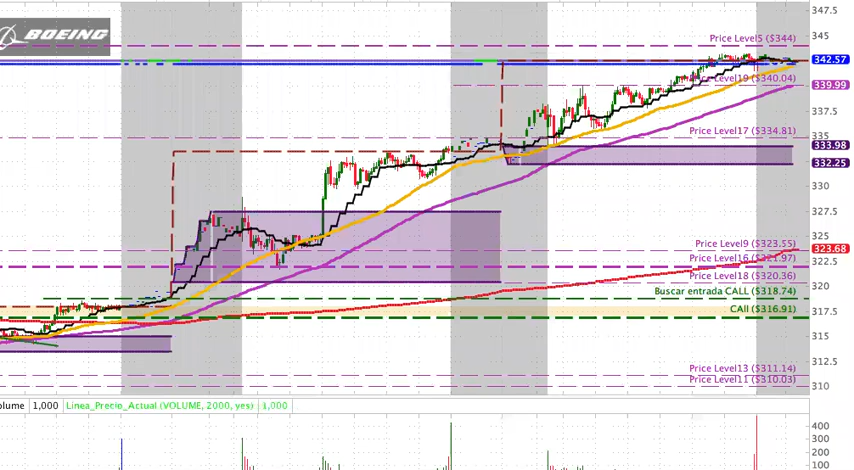 BOEING
347.5
Price Level5 ($344)
345
342.57
Price Level19 ($340.04)
339.99
337.5
Price Level17 ($334.81)
335
333.98
332.25
330
327.5
325
Price Level9 ($323.55)
323.68
Price Level16 ($321.97)
322.5
Price Level18 ($320.36)
320
Buscar entrada CALL ($318.74)
317.5
CAll ($316.91)
315
312.5
Price Level13 ($311.14)
Price Level11 ($310.03)
310
olume 1,000 Linea_Precio_Actual (VOLUME, 2000, yes) 1,000
400
300
200
100